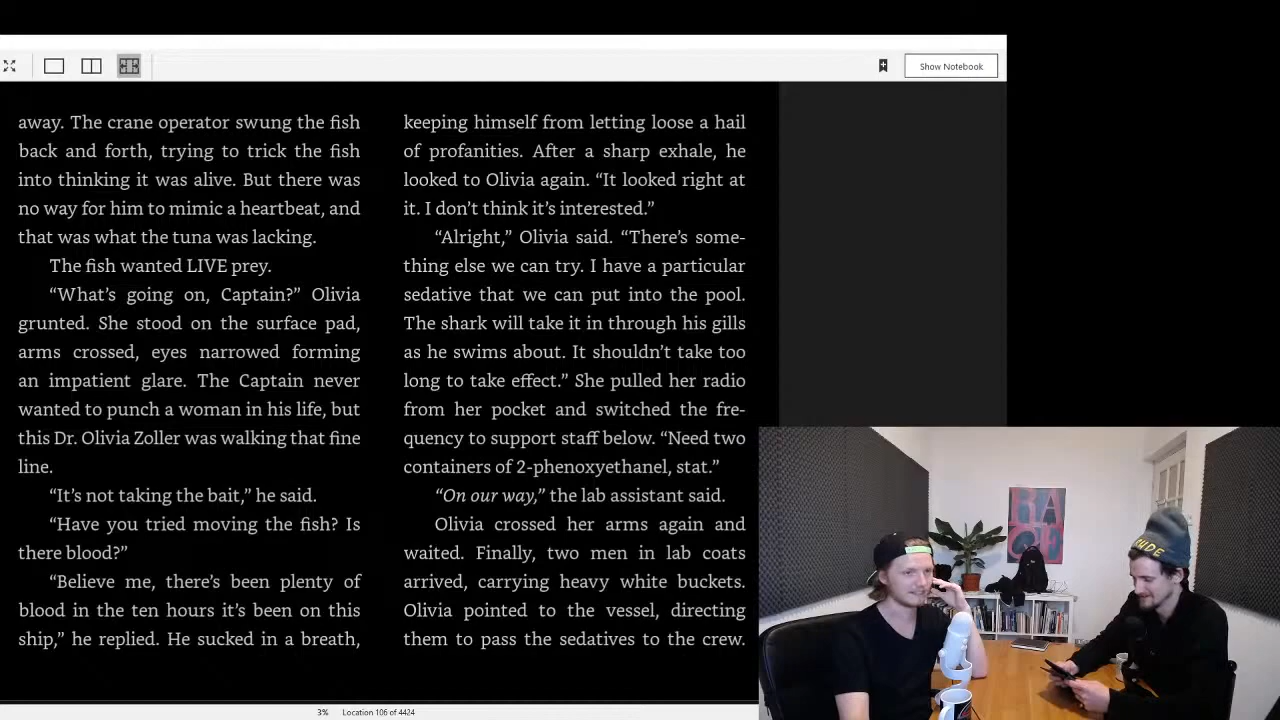 Show Notebook
away. The crane operator swung the fish
back and forth, trying to trick the fish
into thinking it was alive. But there was
no way for him to mimic a heartbeat, and
that was what the tuna was lacking.
The fish wanted LIVE prey.
“What’s going on, Captain?” Olivia
grunted. She stood on the surface pad,
arms crossed, eyes narrowed forming
an impatient glare. The Captain never
wanted to punch a woman in his life, but
this Dr. Olivia Zoller was walking that fine
line.
“It’s not taking the bait,” he said.
“Have you tried moving the fish? Is
there blood?”
“Believe me, there’s been plenty of
blood in the ten hours it’s been on this
ship,” he replied. He sucked in a breath,
keeping himself from letting loose a hail
of profanities. After a sharp exhale, he
looked to Olivia again. “It looked right at
it. I don’t think it’s interested.”
“Alright,” Olivia said. “There’s some-
thing else we can try. I have a particular
sedative that we can put into the pool.
The shark will take it in through his gills
as he swims about. It shouldn’t take too
long to take effect.” She pulled her radio
from her pocket and switched the fre-
quency to support staff below. “Need two
containers of 2-phenoxyethanel, stat.”
“On our way,” the lab assistant said.
Olivia crossed her arms again and
waited. Finally, two men in lab coats
arrived, carrying heavy white buckets.
Olivia pointed to the vessel, directing
them to pass the sedatives to the crew.
3% Location 106 of 4424
RA
GE